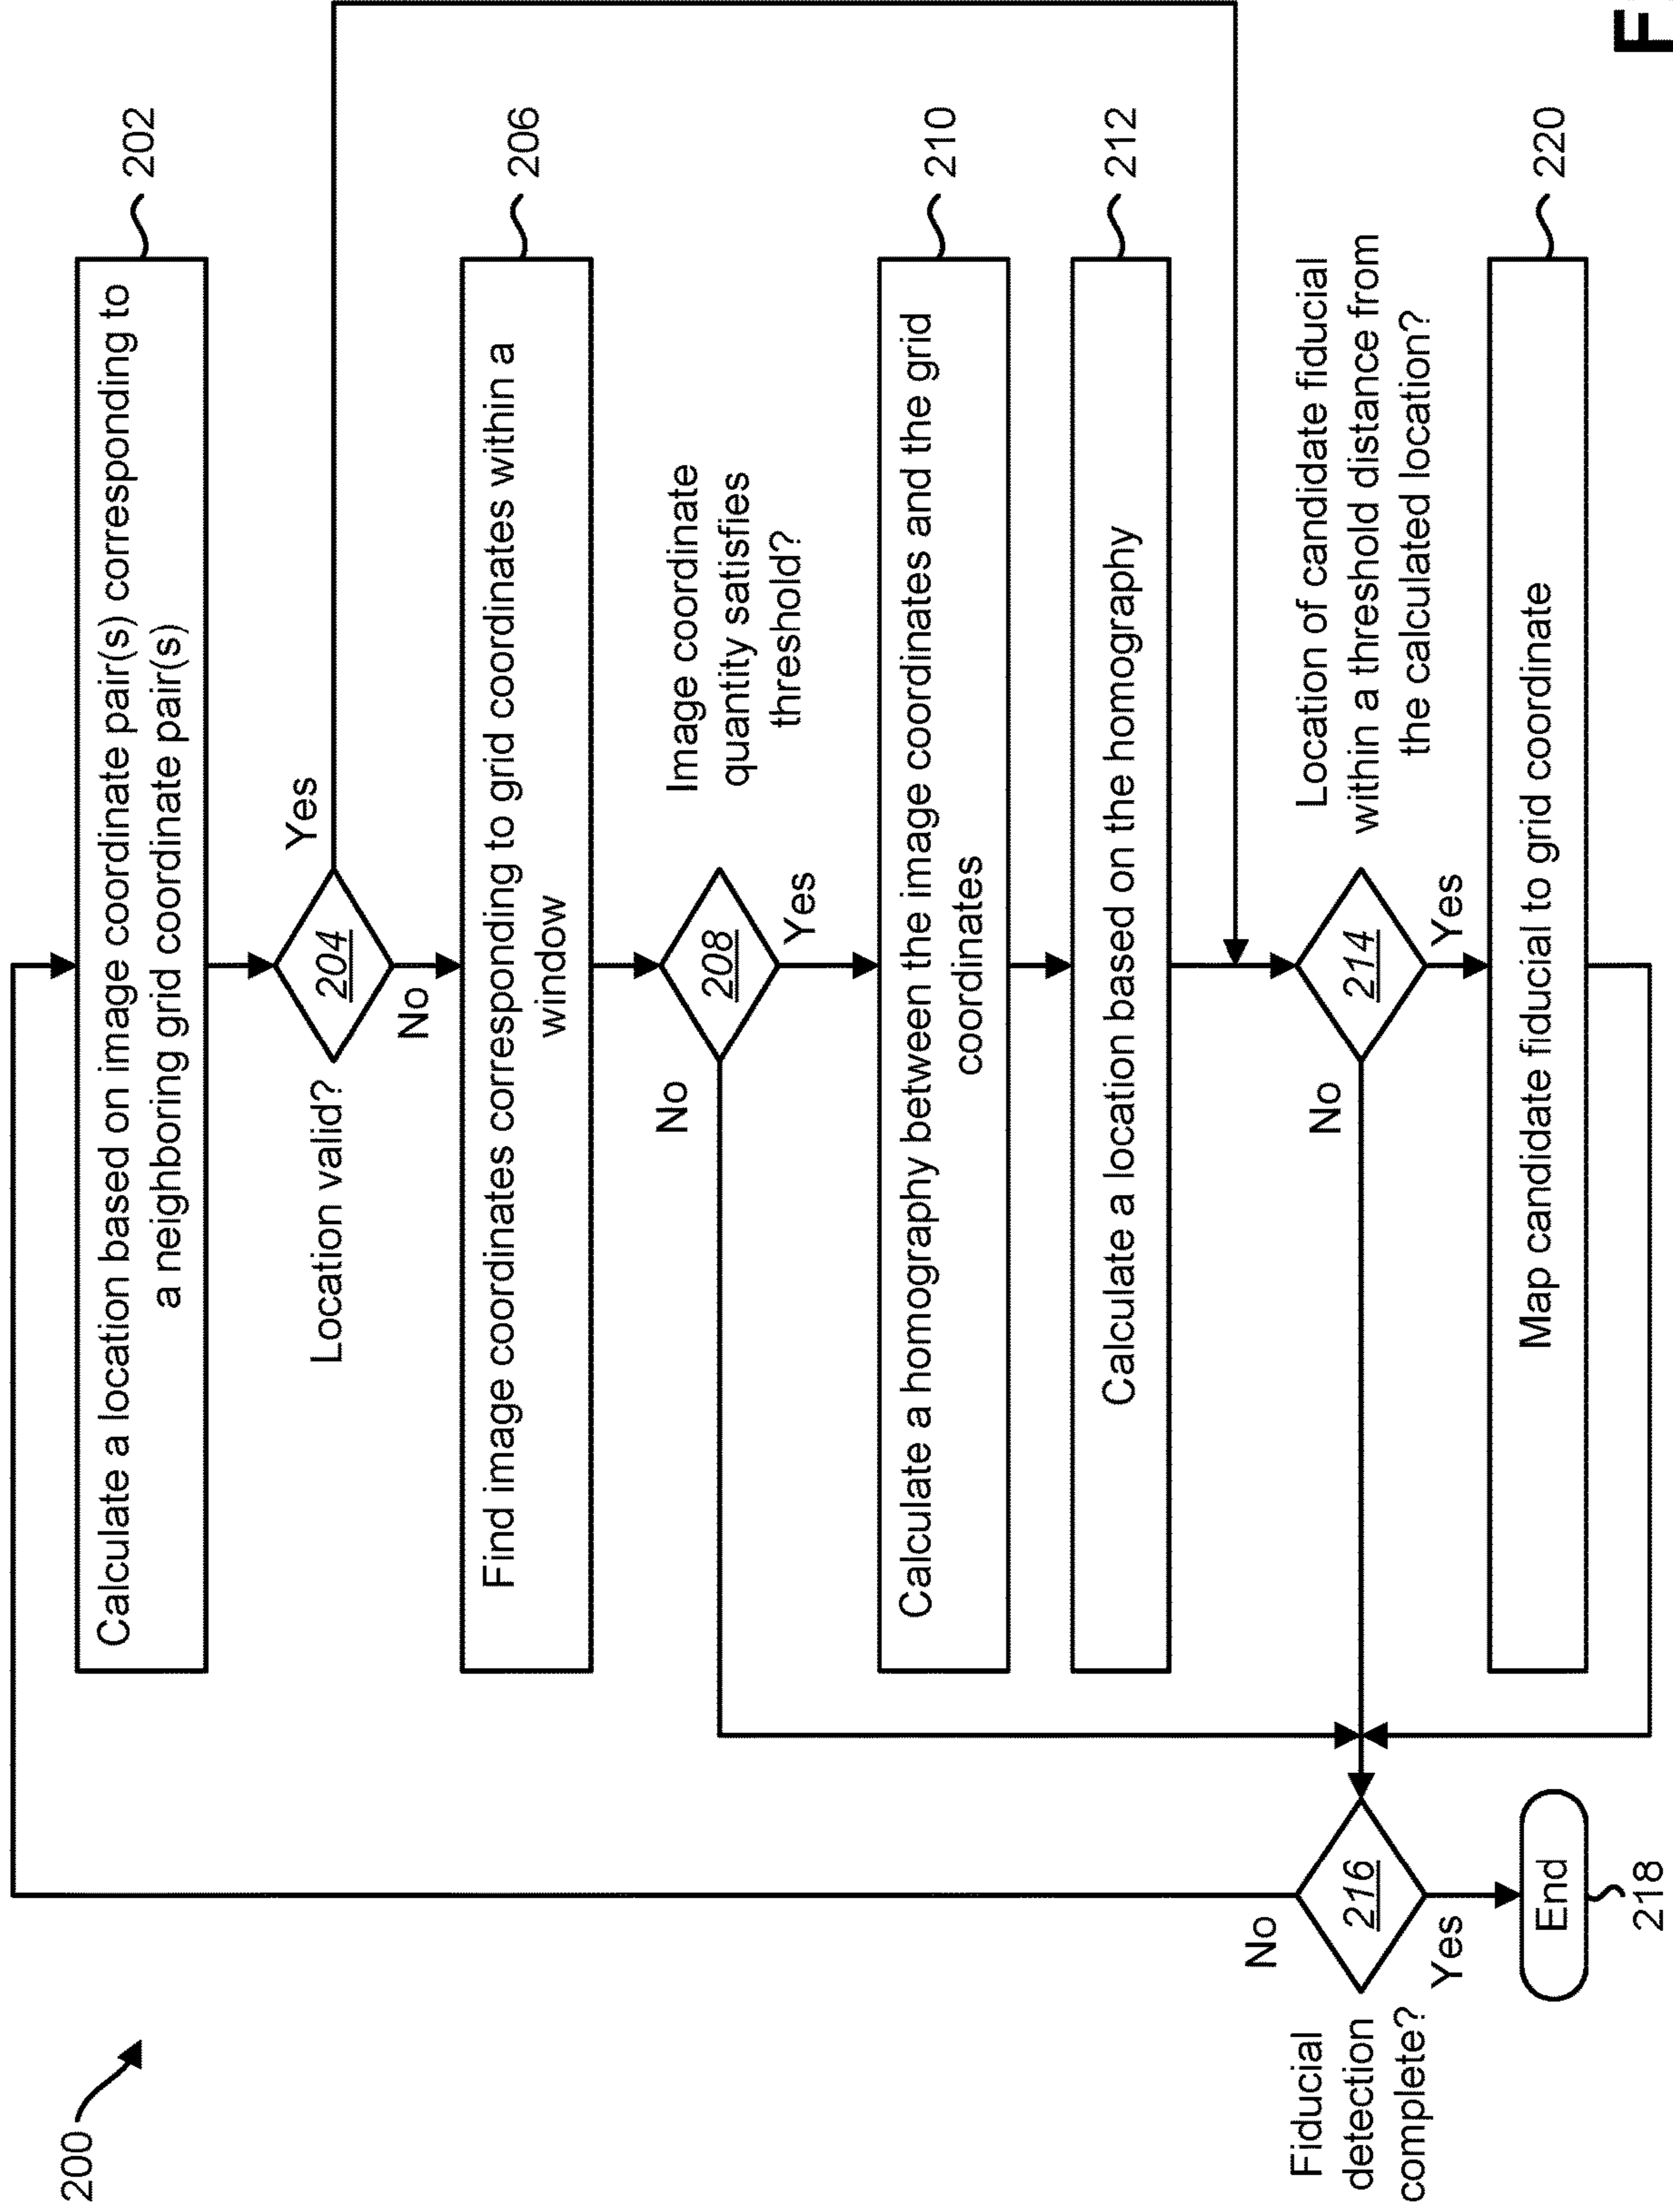 200
Calculate a location based on image coordinate pair(s) corresponding to
a neighboring grid coordinate pair(s)
202
Location valid?
204
Yes
No
Find image coordinates corresponding to grid coordinates within a
window
206
Image coordinate
quantity satisfies
threshold?
208
No
Yes
Calculate a homography between the image coordinates and the grid
coordinates
210
Calculate a location based on the homography
212
Location of candidate fiducial
within a threshold distance from
the calculated location?
214
No
Yes
Fiducial
detection
complete?
216
No
Yes
Map candidate fiducial to grid coordinate
220
End
218
F